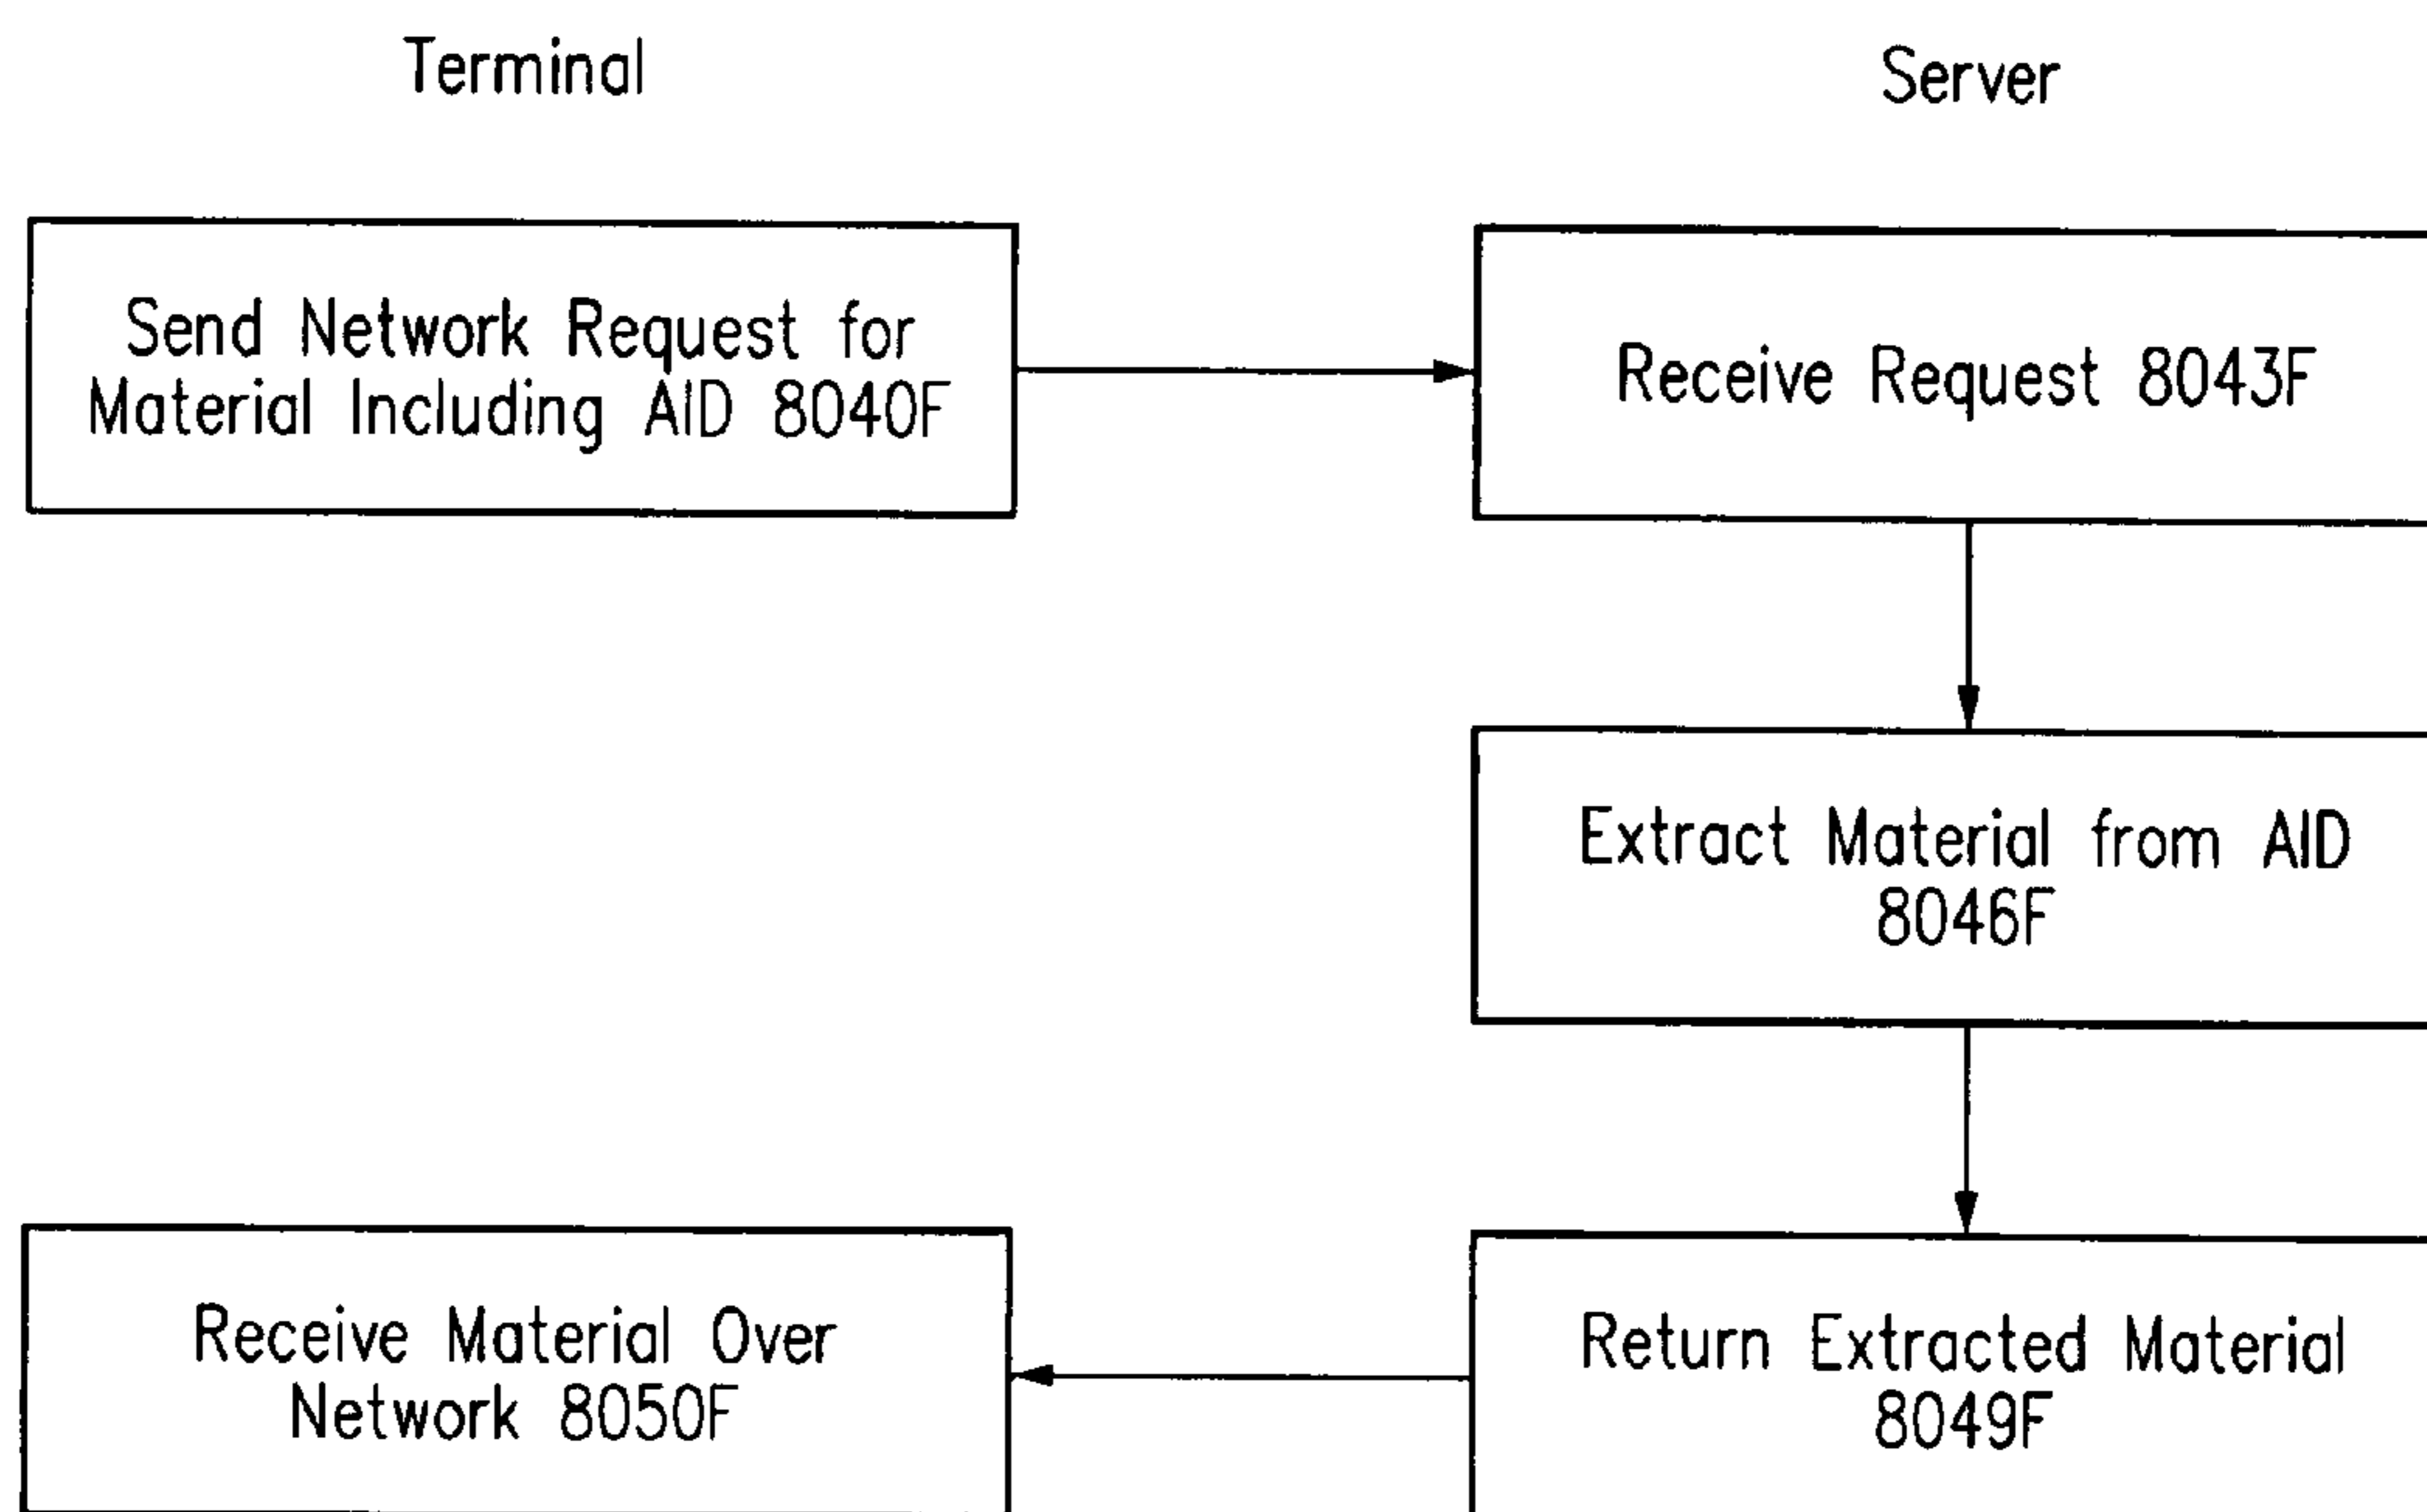 Terminal
Server
Send Network Request for
Material Including AID 8040F
Receive Request 8043F
Extract Material from AID
8046F
Receive Material Over
Network 8050F
Return Extracted Material
8049F